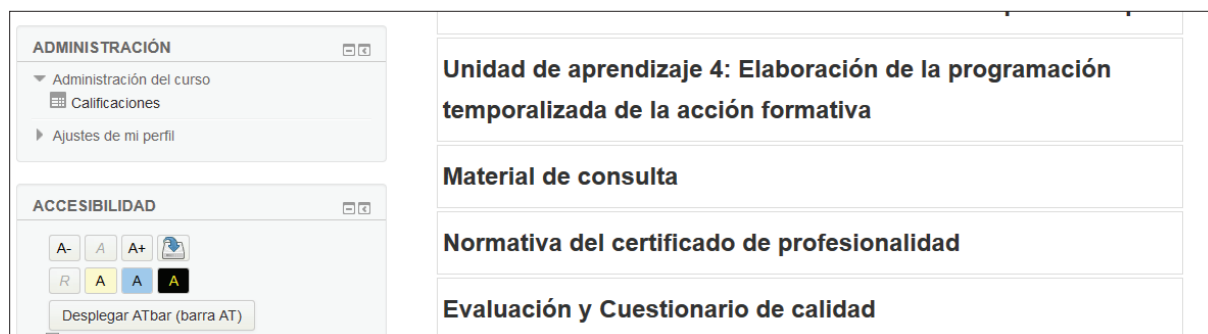 ADMINISTRACIÓN
Administración del curso
Calificaciones
Ajustes de mi perfil
ACCESIBILIDAD
A- A A+
R A A A
Desplegar ATbar (barra AT)
Unidad de aprendizaje 4: Elaboración de la programación
temporalizada de la acción formativa
Material de consulta
Normativa del certificado de profesionalidad
Evaluación y Cuestionario de calidad